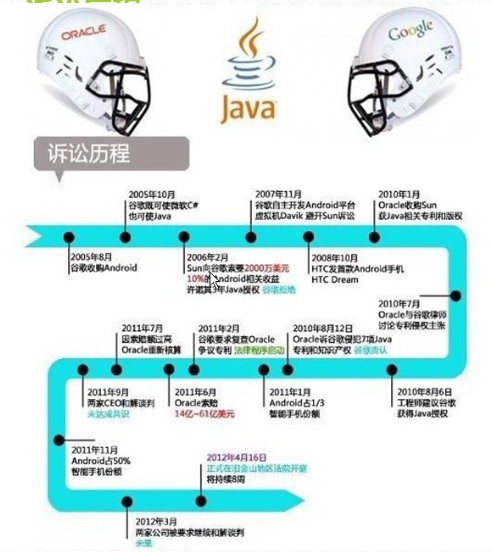 ORACLE
Google
Java
诉讼历程
2005年10月
谷歌既可使微软C#
也可使Java
2007年11月
谷歌自主开发Android平台
虚拟机Davik 避开Sun诉讼
2010年1月
Oracle收购Sun
获Java相关专利和版权
2005年8月
谷歌收购Android
2006年2月
Sun向谷歌索要2000万美元
10%的Android相关收益
许诺其3年Java授权 谷歌拒绝
2008年10月
HTC发首款Android手机
HTC Dream
2010年7月
Oracle与谷歌律师
讨论专利侵权主张
2011年7月
因索赔额过高
Oracle重新核算
2011年2月
谷歌要求复查Oracle
争议专利 法律程序启动
2010年8月12日
Oracle诉谷歌侵犯7项Java
专利和知识产权 谷歌否认
2011年9月
两家CEO和解谈判
未达成共识
2011年6月
Oracle索赔
14亿~61亿美元
2011年1月
Android占1/3
智能手机份额
2010年8月6日
工程师建议谷歌
获得Java授权
2011年11月
Android占50%
智能手机份额
2012年4月16日
正式在旧金山地区法院开庭
将持续8周
2012年3月
两家公司被要求继续和解谈判
未果